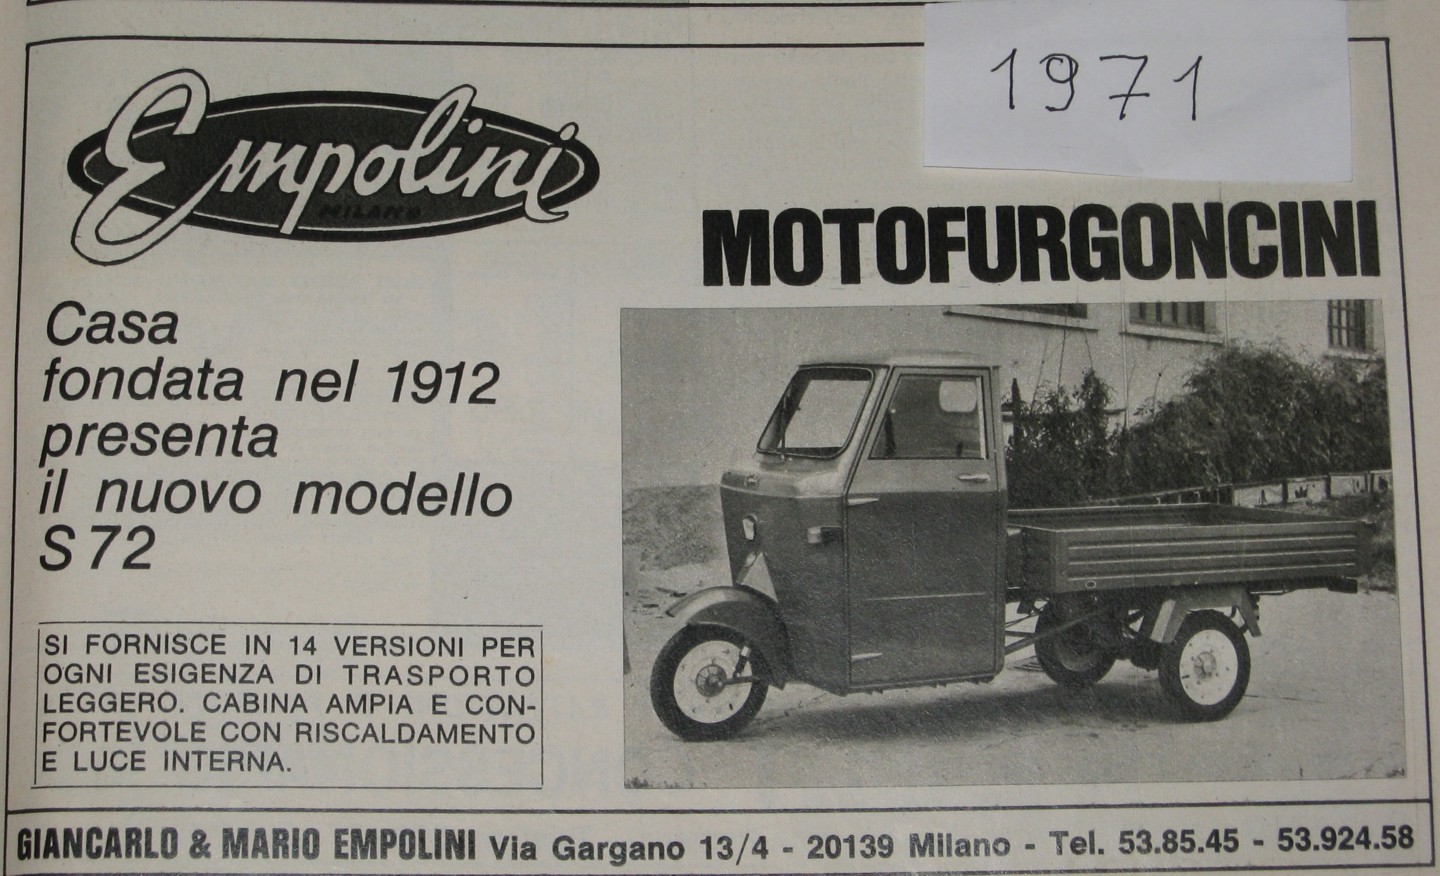 1971
Empolini
MILANO
MOTOFURGONCINI
Casa
fondata nel 1912
presenta
il nuovo modello
S 72
SI FORNISCE IN 14 VERSIONI PER
OGNI ESIGENZA DI TRASPORTO
LEGGERO. CABINA AMPIA E CON-
FORTEVOLE CON RISCALDAMENTO
E LUCE INTERNA.
GIANCARLO & MARIO EMPOLINI Via Gargano 13/4 - 20139 Milano - Tel. 53.85.45 - 53.924.58